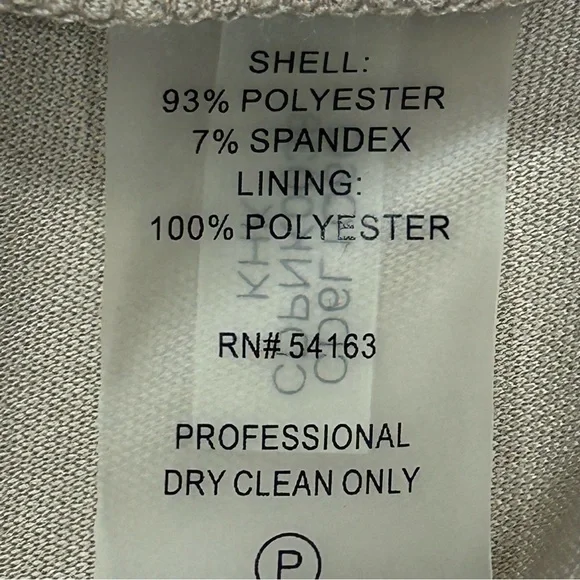 SHELL:
93% POLYESTER
7% SPANDEX
LINING:
100% POLYESTER
RN# 54163
PROFESSIONAL
DRY CLEAN ONLY
P